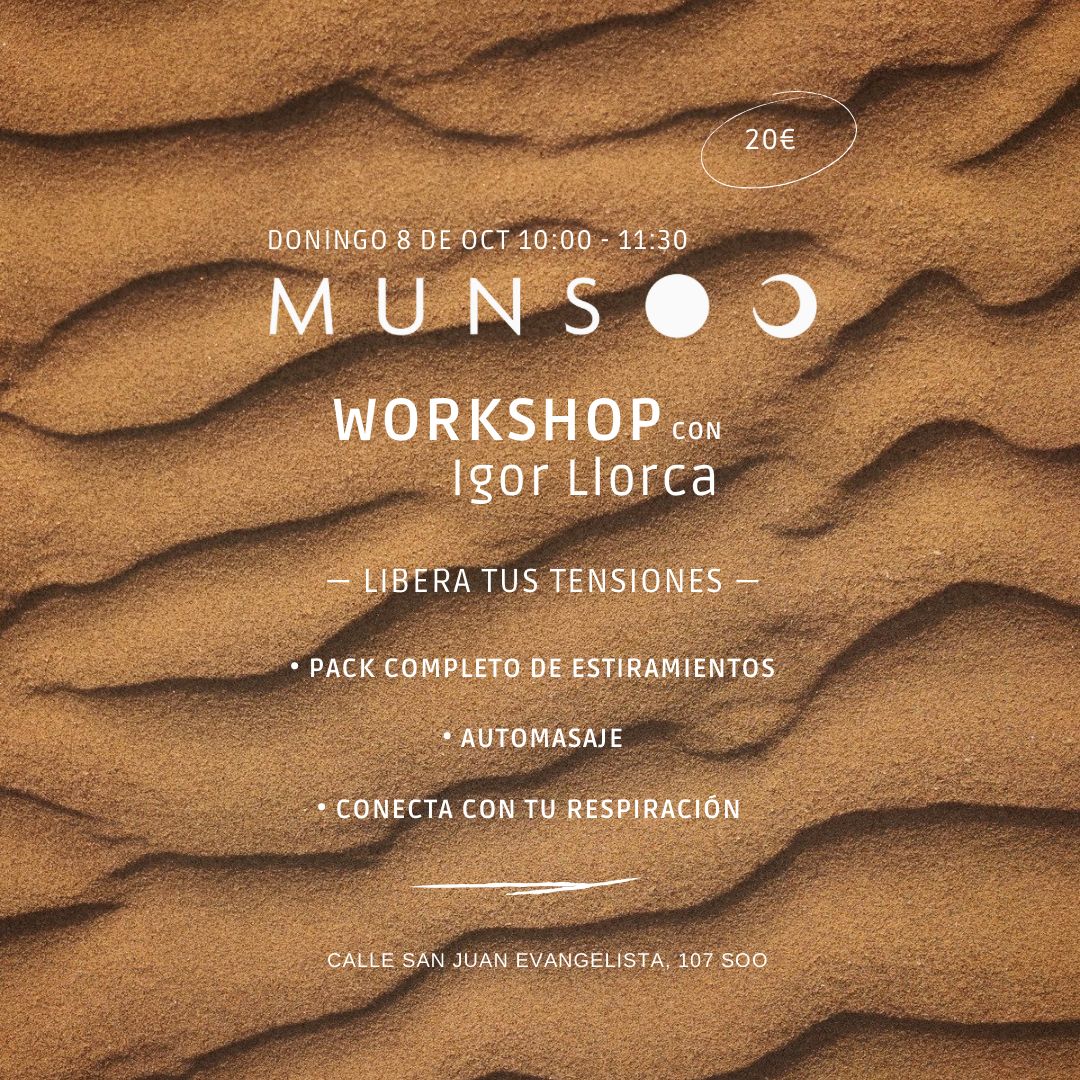 20€
DONINGO 8 DE OCT 10:00 - 11:30
MUNS
WORKSHOP CON
Igor Llorca
— LIBERA TUS TENSIONES —
• PACK COMPLETO DE ESTIRAMIENTOS
• AUTOMASAJE
• CONECTA CON TU RESPIRACIÓN
CALLE SAN JUAN EVANGELISTA, 107 SOO